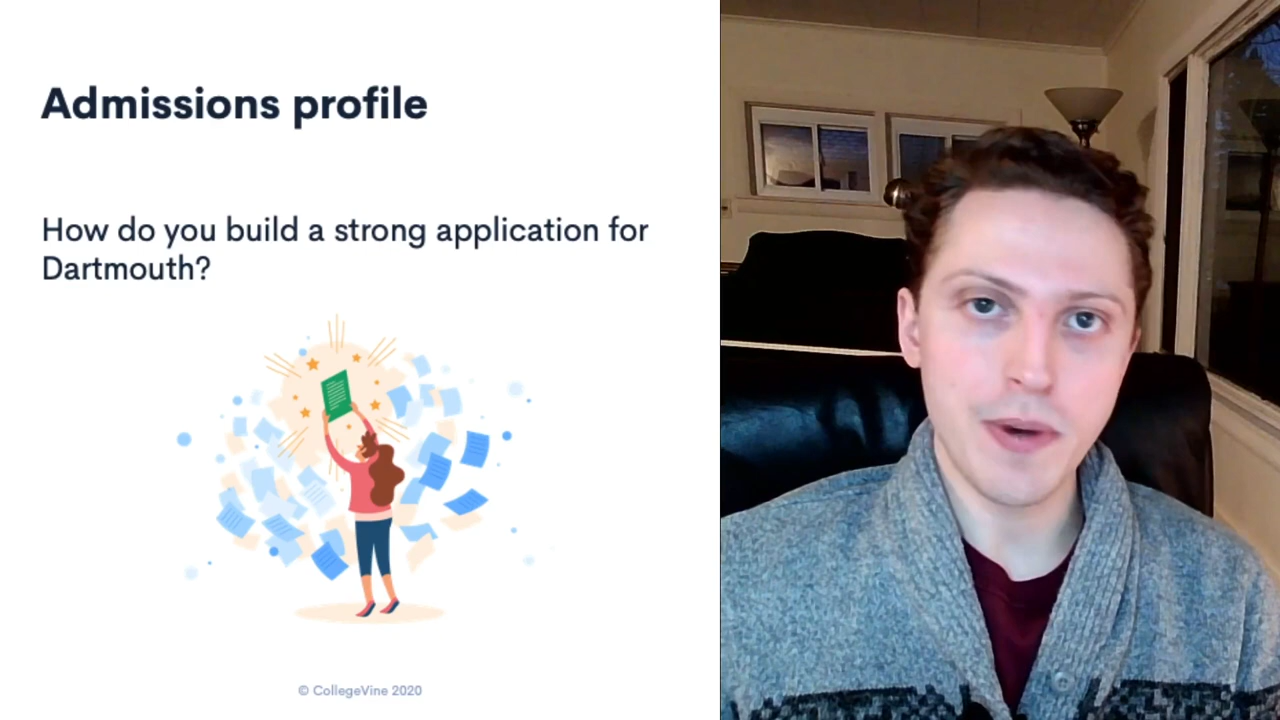 Admissions profile
How do you build a strong application for
Dartmouth?
© CollegeVine 2020